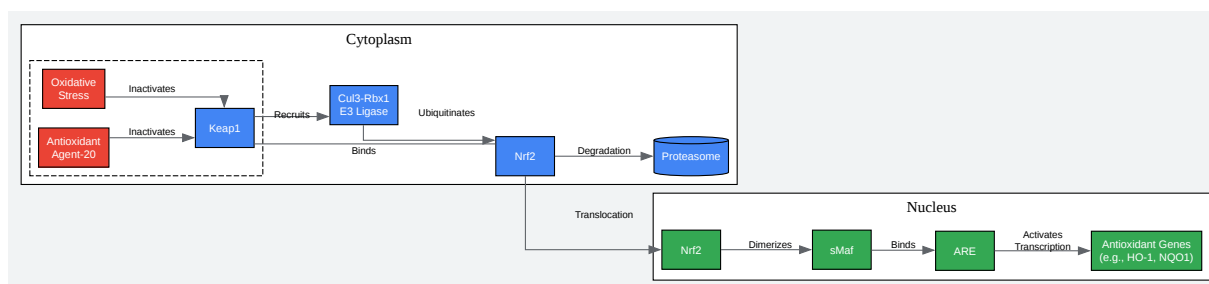 Cytoplasm
Oxidative
Stress
Inactivates
Antioxidant
Agent-20
Inactivates
Keap1
Recruits
Cul3-Rbx1
E3 Ligase
Ubiquitinates
Binds
Nrf2
Degradation
Proteasome
Translocation
Nucleus
Nrf2
Dimerizes
sMaf
Binds
ARE
Activates
Transcription
Antioxidant Genes
(e.g., HO-1, NQO1)